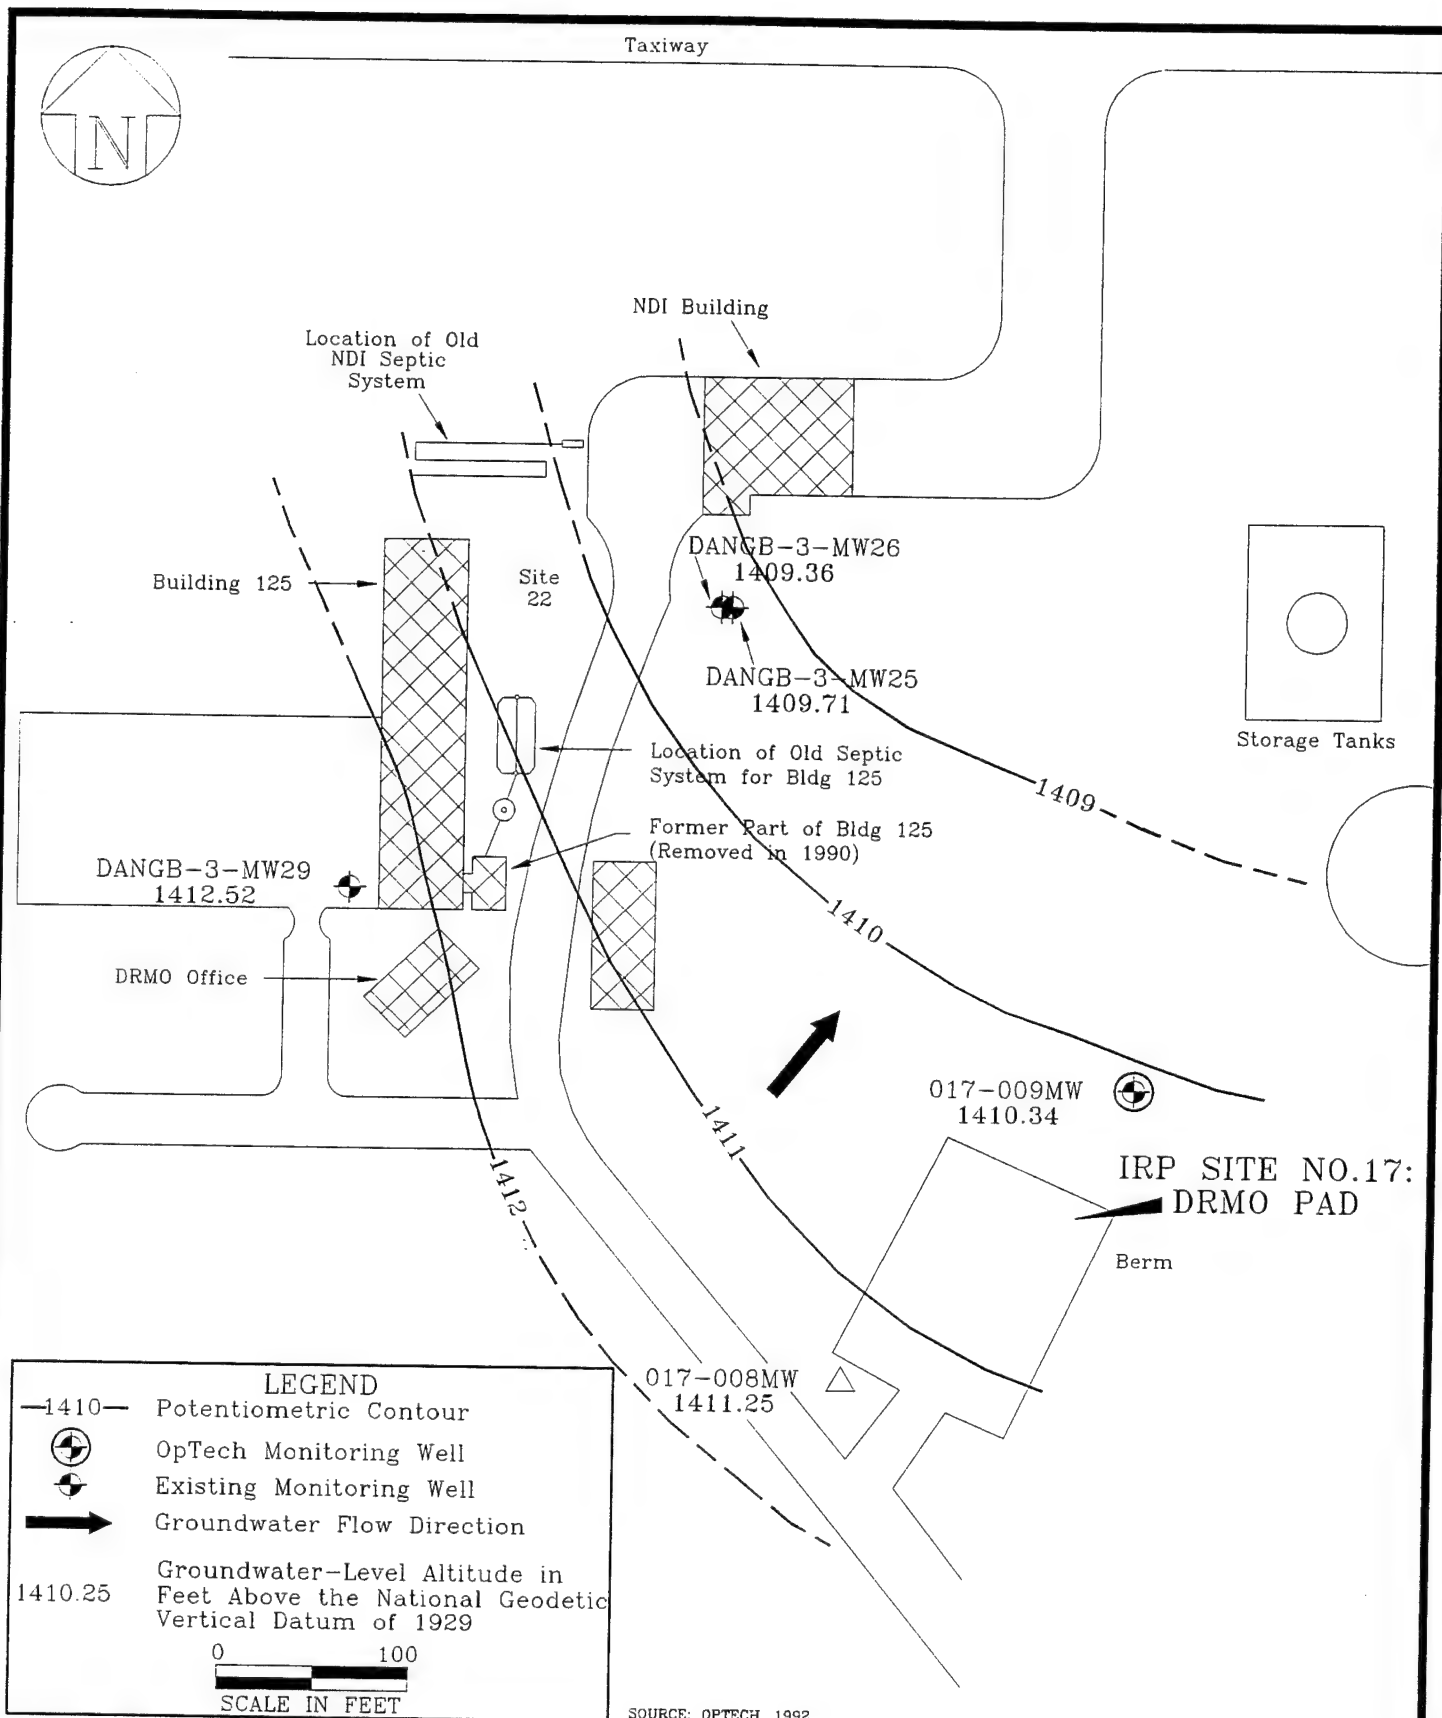 Taxiway
N
NDI Building
Location of Old
NDI Septic
System
DANGB-3-MW26
1409.36
Building 125
Site
22
DANGB-3-MW25
1409.71
Storage Tanks
Location of Old Septic
System for Bldg 125
1409
Former Part of Bldg 125
(Removed in 1990)
DANGB-3-MW29
1412.52
1410
DRMO Office
017-009MW
1410.34
1411
IRP SITE NO.17:
DRMO PAD
1412
Berm
017-008MW
1411.25
LEGEND
1410 Potentiometric Contour
OpTech Monitoring Well
Existing Monitoring Well
Groundwater Flow Direction
1410.25 Groundwater-Level Altitude in
Feet Above the National Geodetic
Vertical Datum of 1929
0 100
SCALE IN FEET
SOURCE: OPTECH, 1992